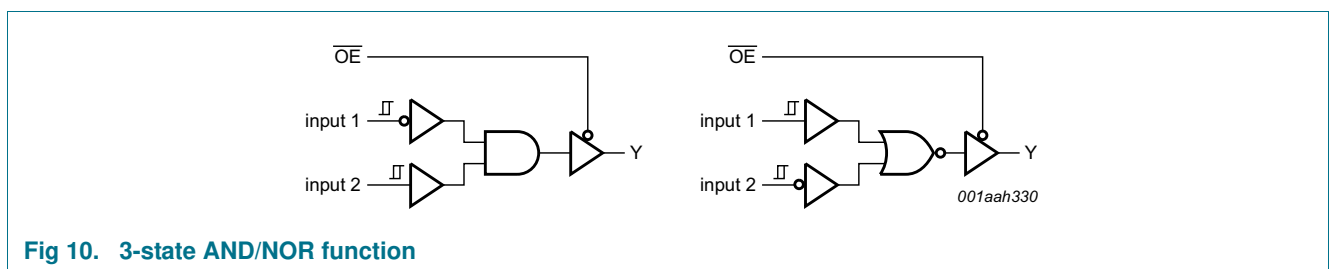 OE OE
input 1 input 1
Y Y
input 2 input 2
001aah330
Fig 10. 3-state AND/NOR function